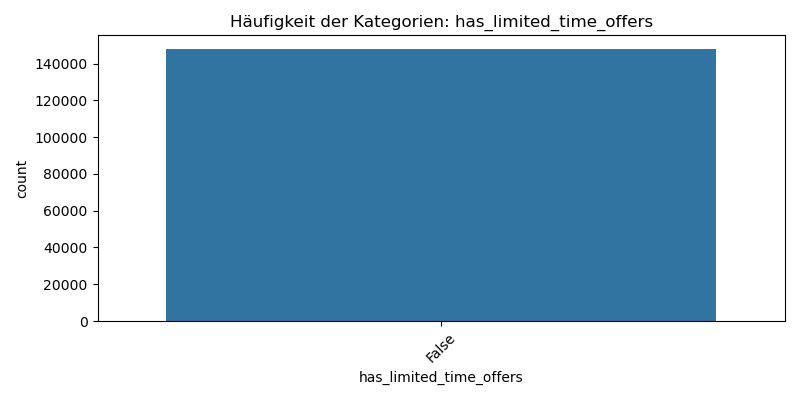 Häufigkeit der Kategorien: has_limited_time_offers
140000
120000
100000
80000
60000
40000
20000
0
count
False
has_limited_time_offers